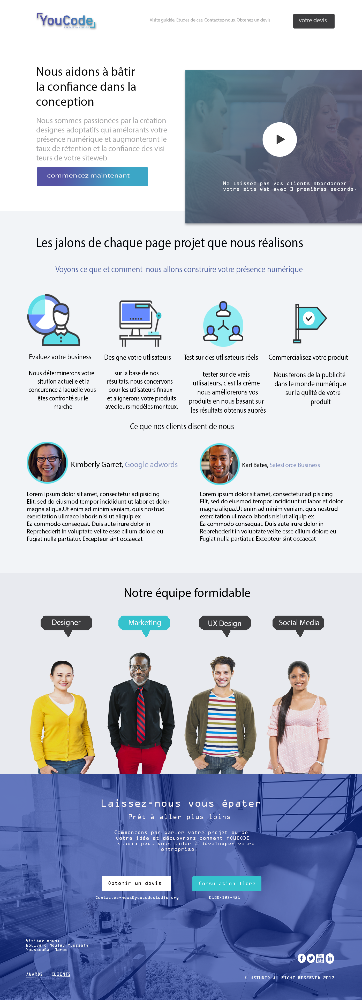 YouCode
POWERED BY SIMPLON
Visite guidée, Etudes de cas, Contactez-nous, Obtenez un devis
votre devis
Nous aidons à bâtir
la confiance dans la
conception
Nous sommes passionées par la création
designes adoptatifs qui amélorants votre
présence numérique et augmonteront le
taux de rétention et la confiance des visi-
teurs de votre siteweb
commencez maintenant
Ne laissez pas vos clients abondonner
votre site web avec 3 premières seconds.
Les jalons de chaque page projet que nous réalisons
Voyons ce que et comment nous allons construire votre présence numérique
Evaluez votre business
Nous déterminerons votre
sitution actuelle et la
concurence à laquelle vous
êtes confronté sur le
marché
Designe votre utlisateurs
sur la base de nos
résultats, nous concervons
pour les utlisateurs finaux
et alignerons votre produits
avec leurs modèles monteux.
Test sur des utlisateurs réels
tester sur de vrais
utlisateurs, c'est la crème
nous améliorerons vos
produits en nous basant sur
les résultats obtenus auprès
Commercialisez votre produit
Nous ferons de la publicité
dans le monde numérique
sur la qulité de votre
produit
Ce que nos clients disent de nous
Kimberly Garret, Google adwords
Lorem ipsum dolor sit amet, consectetur adipisicing
Elit, sed do eiusmod tempor incididunt ut labor et dolor
magna aliqua.Ut enim ad minim veniam, quis nostrud
exercitation ullmaco laboris nisi ut aliquip ex
Ea commodo consequat. Duis aute irure dolor in
Reprehederit in voluptate velite esse cillum dolore eu
Fugiat nulla partiatur. Excepteur sint occaecat
Karl Bates, SalesForce Business
Lorem ipsum dolor sit amet, consectetur adipisicing
Elit, sed do eiusmod tempor incididunt ut labor et dolor
magna aliqua.Ut enim ad minim veniam, quis nostrud
exercitation ullmaco laboris nisi ut aliquip ex
Ea commodo consequat. Duis aute irure dolor in
Reprehederit in voluptate velite esse cillum dolore eu
Fugiat nulla partiatur. Excepteur sint occaecat
Notre équipe formidable
Designer
Marketing
UX Design
Social Media
Laissez-nous vous épater
Prêt à aller plus loins
Commonçons par parler votre projet ou de
votre idée et décuovrons comment YOUCODE
studio peut vous aider à développer votre
entreprise.
Obtenir un devis
Consulation libre
Contactez-nous@youcodestudio.org
0600-123-456
Visitez-nous:
Boulvard Moulay YOussef,
Youssoufia, Maroc
You
Tube
AWARDS
CLIENTS
© WSTUDIO ALLRIGHT RESERVED 2017